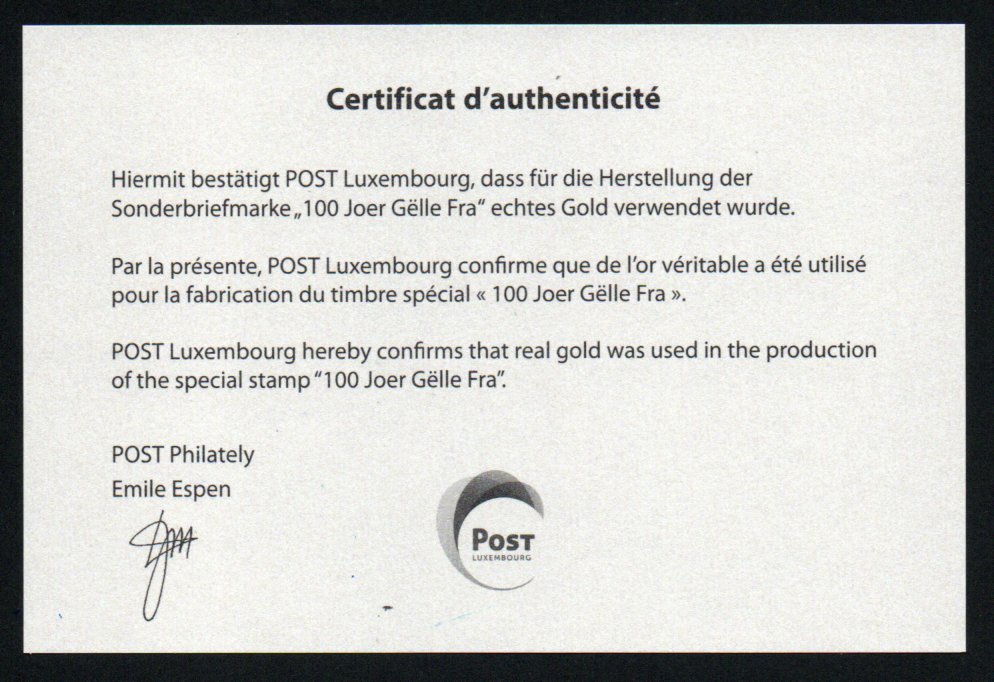 Certificat d’authenticité
Hiermit bestätigt POST Luxembourg, dass für die Herstellung der
Sonderbriefmarke „100 Joer Gëlle Fra“ echtes Gold verwendet wurde.
Par la présente, POST Luxembourg confirme que de l’or véritable a été utilisé
pour la fabrication du timbre spécial « 100 Joer Gëlle Fra ».
POST Luxembourg hereby confirms that real gold was used in the production
of the special stamp “100 Joer Gëlle Fra”.
POST Philately
Emile Espen
POST
LUXEMBOURG